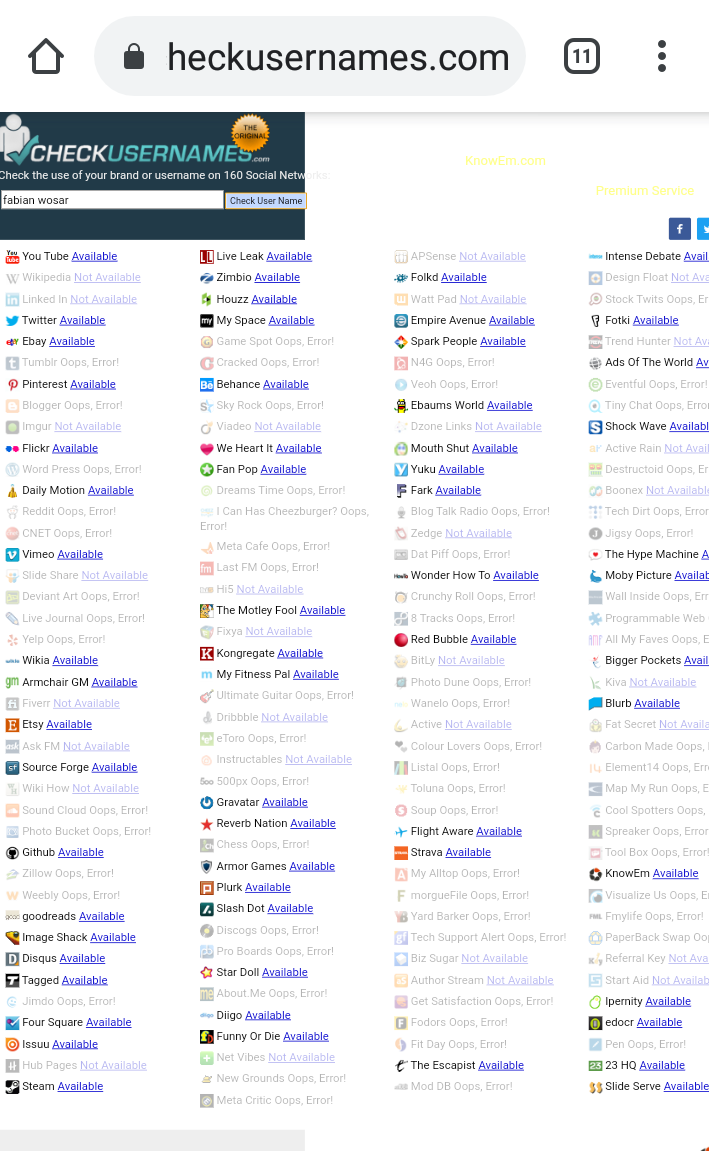 heckusernames.com
11
THE
ORIGINAL
CHECKUSERNAMES.com
KnowEm.com
Check the use of your brand or username on 160 Social Networks:
Premium Service
fabian wosar
Check User Name
You Tube Available
Wikipedia Not Available
Linked In Not Available
Twitter Available
Ebay Available
Tumblr Oops, Error!
Pinterest Available
Blogger Oops, Error!
Imgur Not Available
Flickr Available
Word Press Oops, Error!
Daily Motion Available
Reddit Oops, Error!
CNET Oops, Error!
Vimeo Available
Slide Share Not Available
Deviant Art Oops, Error!
Live Journal Oops, Error!
Yelp Oops, Error!
Wikia Available
Armchair GM Available
Fiverr Not Available
Etsy Available
Ask FM Not Available
Source Forge Available
Wiki How Not Available
Sound Cloud Oops, Error!
Photo Bucket Oops, Error!
Github Available
Zillow Oops, Error!
Weebly Oops, Error!
goodreads Available
Image Shack Available
Disqus Available
Tagged Available
Jimdo Oops, Error!
Four Square Available
Issuu Available
Hub Pages Not Available
Steam Available
Live Leak Available
Zimbio Available
Houzz Available
My Space Available
Game Spot Oops, Error!
Cracked Oops, Error!
Behance Available
Sky Rock Oops, Error!
Viadeo Not Available
We Heart It Available
Fan Pop Available
Dreams Time Oops, Error!
I Can Has Cheezburger? Oops,
Error!
Meta Cafe Oops, Error!
Last FM Oops, Error!
Hi5 Not Available
The Motley Fool Available
Fixya Not Available
Kongregate Available
My Fitness Pal Available
Ultimate Guitar Oops, Error!
Dribbble Not Available
eToro Oops, Error!
Instructables Not Available
500px Oops, Error!
Gravatar Available
Reverb Nation Available
Chess Oops, Error!
Armor Games Available
Plurk Available
Slash Dot Available
Discogs Oops, Error!
Pro Boards Oops, Error!
Star Doll Available
About.Me Oops, Error!
Diigo Available
Funny Or Die Available
Net Vibes Not Available
New Grounds Oops, Error!
Meta Critic Oops, Error!
APSense Not Available
Folkd Available
Watt Pad Not Available
Empire Avenue Available
Spark People Available
N4G Oops, Error!
Veoh Oops, Error!
Ebaums World Available
Dzone Links Not Available
Mouth Shut Available
Yuku Available
Fark Available
Blog Talk Radio Oops, Error!
Zedge Not Available
Dat Piff Oops, Error!
Wonder How To Available
Crunchy Roll Oops, Error!
8 Tracks Oops, Error!
Red Bubble Available
BitLy Not Available
Photo Dune Oops, Error!
Wanelo Oops, Error!
Active Not Available
Colour Lovers Oops, Error!
Listal Oops, Error!
Toluna Oops, Error!
Soup Oops, Error!
Flight Aware Available
Strava Available
My Alltop Oops, Error!
morgueFile Oops, Error!
Yard Barker Oops, Error!
Tech Support Alert Oops, Error!
Biz Sugar Not Available
Author Stream Not Available
Get Satisfaction Oops, Error!
Fodors Oops, Error!
Fit Day Oops, Error!
The Escapist Available
Mod DB Oops, Error!
Intense Debate Avail
Design Float Not Ava
Stock Twits Oops, Er
Fotki Available
Trend Hunter Not Ava
Ads Of The World Av
Eventful Oops, Error!
Tiny Chat Oops, Error
Shock Wave Availabl
Active Rain Not Avail
Destructoid Oops, Er
Boonex Not Available
Tech Dirt Oops, Error
Jigsy Oops, Error!
The Hype Machine A
Moby Picture Availab
Wall Inside Oops, Err
Programmable Web
All My Faves Oops, E
Bigger Pockets Avail
Kiva Not Available
Blurb Available
Fat Secret Not Availa
Carbon Made Oops,
Element14 Oops, Err
Map My Run Oops, E
Cool Spotters Oops,
Spreaker Oops, Error
Tool Box Oops, Error!
KnowEm Available
Visualize Us Oops, Er
Fmylife Oops, Error!
PaperBack Swap Oop
Referral Key Not Ava
Start Aid Not Availab
Ipernity Available
edocr Available
Pen Oops, Error!
23 HQ Available
Slide Serve Available